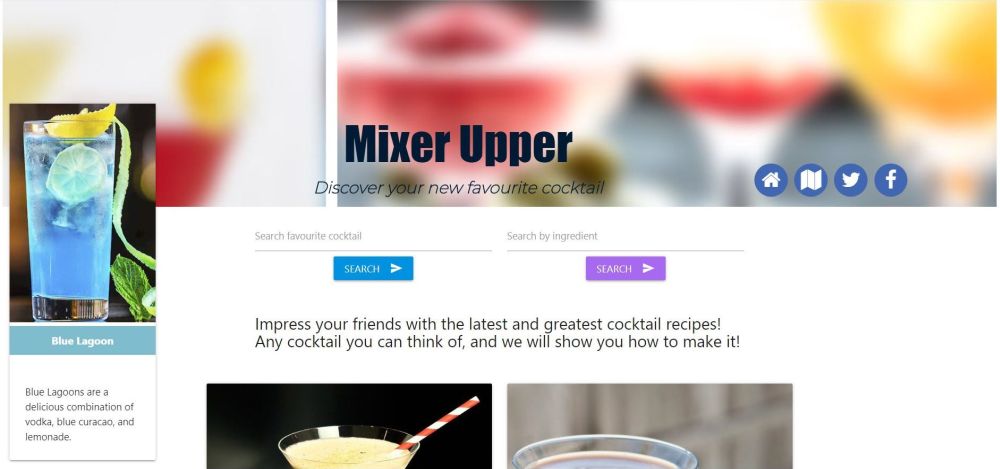 Mixer Upper
Discover your new favourite cocktail
Search favourite cocktail
Search by ingredient
SEARCH
SEARCH
Impress your friends with the latest and greatest cocktail recipes!
Any cocktail you can think of, and we will show you how to make it!
Blue Lagoon
Blue Lagoons are a
delicious combination of
vodka, blue curacao, and
lemonade.